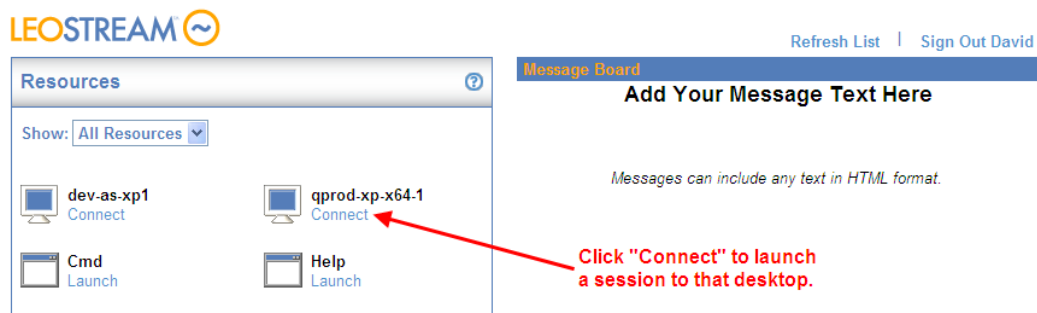 LEOSTREAM™
Refresh List | Sign Out David
Resources
Message Board
Add Your Message Text Here
Show: All Resources
Messages can include any text in HTML format.
dev-as-xp1
Connect
qprod-xp-x64-1
Connect
Cmd
Launch
Help
Launch
Click "Connect" to launch
a session to that desktop.